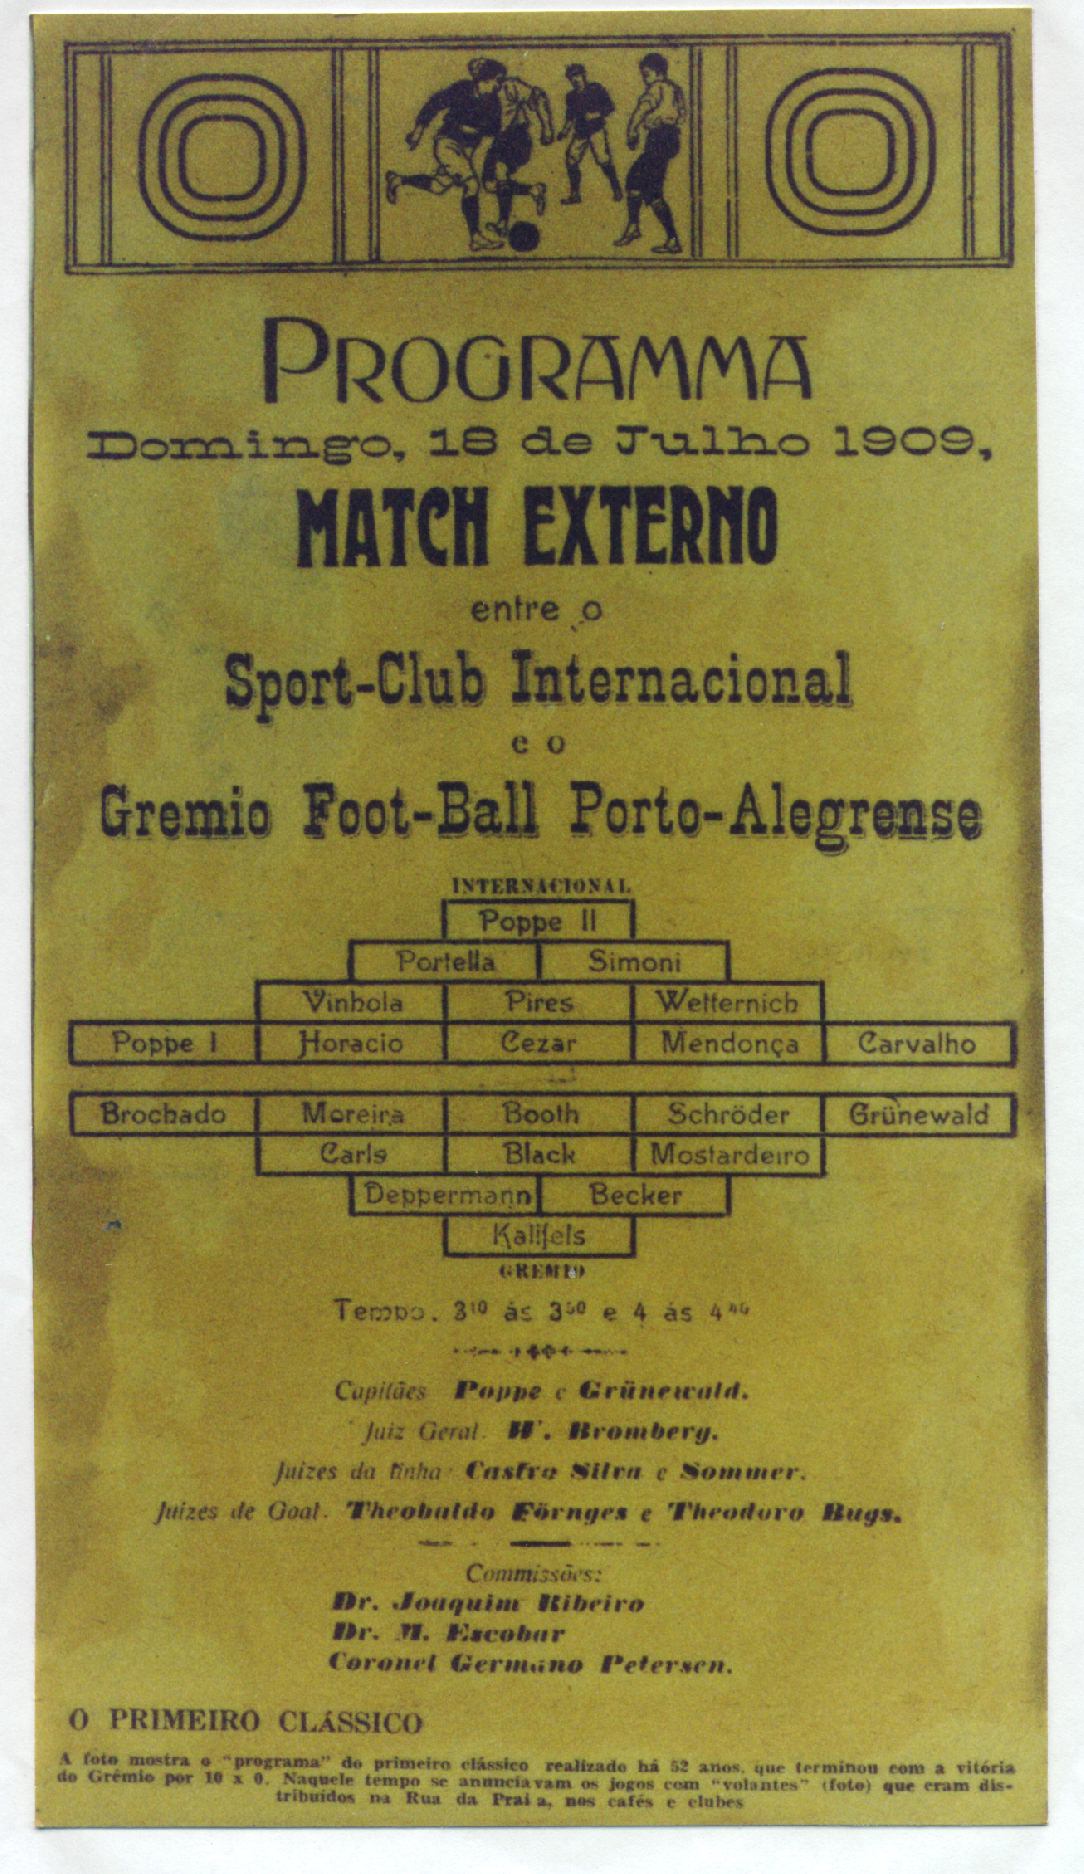 PROGRAMMA
Domingo, 18 de Julho 1909,
MATCH EXTERNO
entre o
Sport-Club Internacional
e o
Gremio Foot-Ball Porto-Alegrense
INTERNACIONAL
Poppe II
Portella Simoni
Vinhola Pires Wetternich
Poppe I Horacio Cezar Mendonça Carvalho
Brochado Moreira Booth Schröder Grünewald
Carls Black Mostardeiro
Deppermann Becker
Kallfels
GREMIO
Tempo. 3¹⁰ ás 3⁵⁰ e 4 ás 4⁴⁰
Capitães Poppe e Grünewald.
Juiz Geral. W. Bromberg.
Juizes da linha: Castro Silva e Sommer.
Juizes de Goal. Theobaldo Förnges e Theodoro Bugs.
Commissões:
Dr. Joaquim Ribeiro
Dr. M. Escobar
Coronel Germano Petersen.
O PRIMEIRO CLÁSSICO
A foto mostra o "programa" do primeiro clássico realizado há 52 anos, que terminou com a vitória
do Grêmio por 10 x 0. Naquele tempo se anunciavam os jogos com "volantes" (foto) que eram dis-
tribuidos na Rua da Praia, nos cafés e clubes